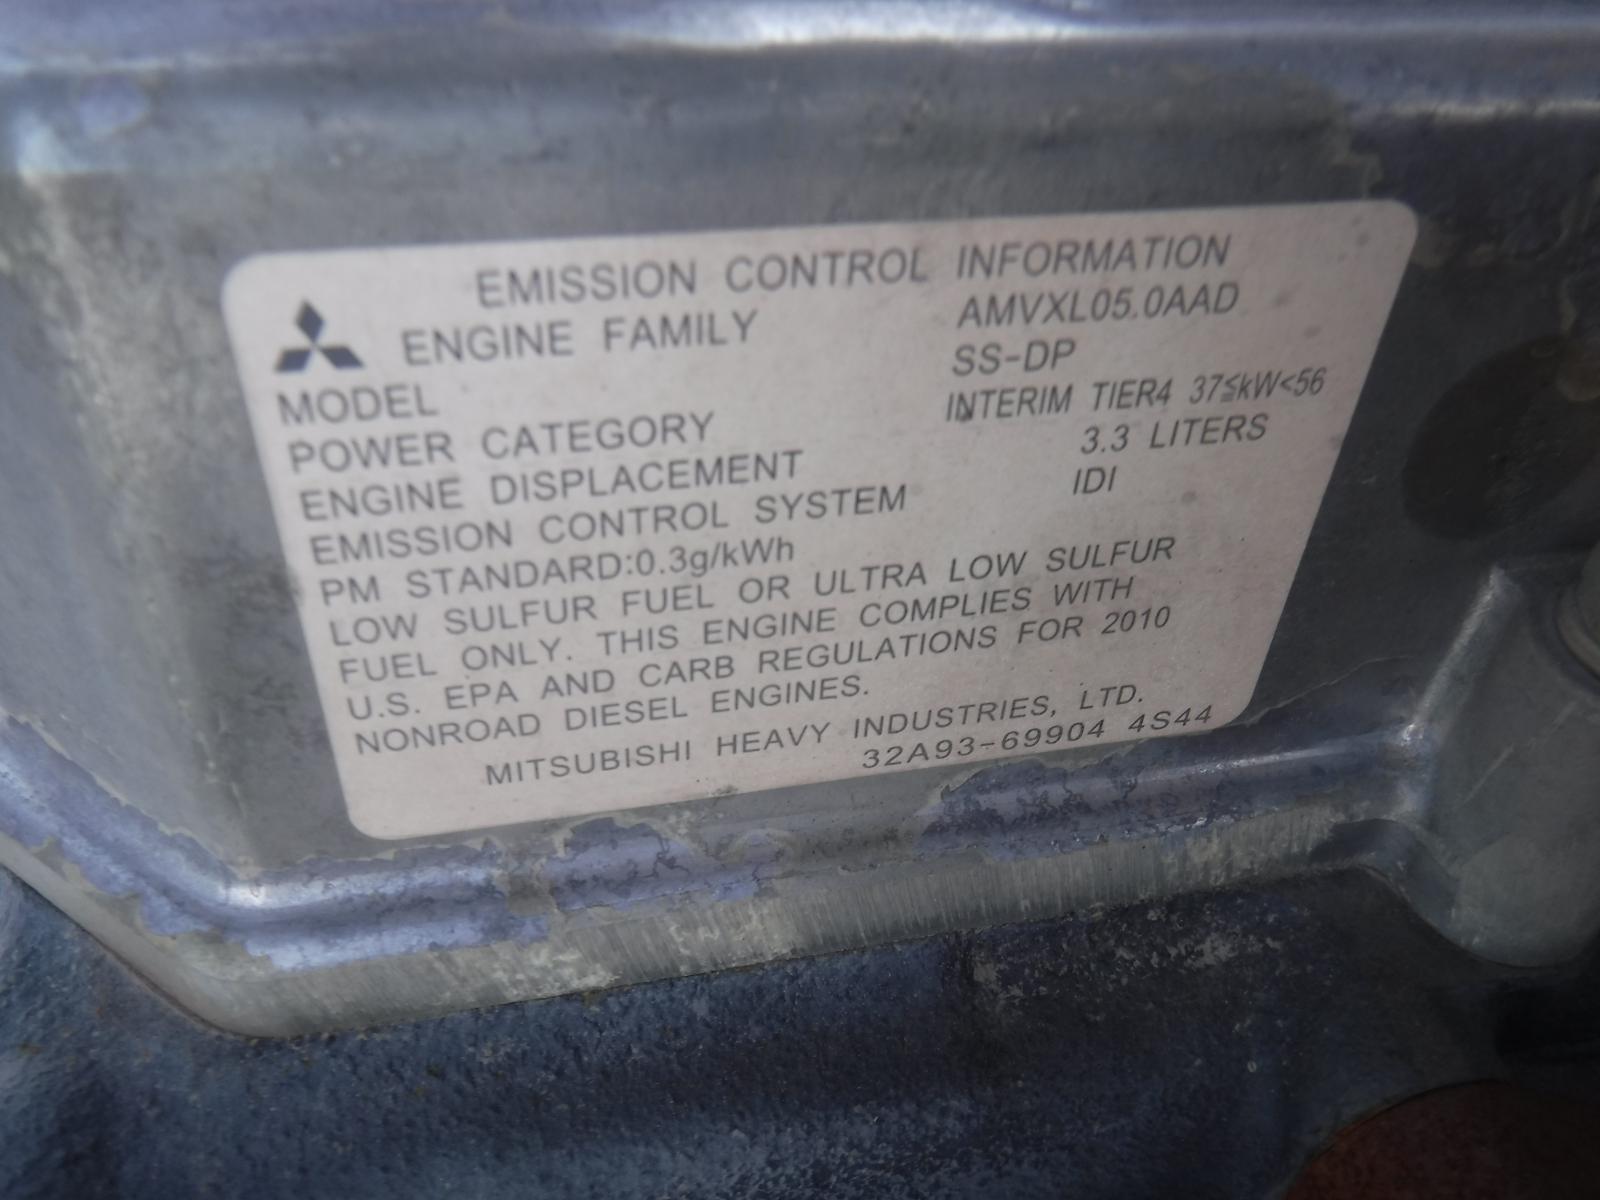 EMISSION CONTROL INFORMATION
ENGINE FAMILY AMVXL05.0AAD
MODEL SS-DP
POWER CATEGORY INTERIM TIER4 37≦kW<56
ENGINE DISPLACEMENT 3.3 LITERS
EMISSION CONTROL SYSTEM IDI
PM STANDARD:0.3g/kWh
LOW SULFUR FUEL OR ULTRA LOW SULFUR
FUEL ONLY. THIS ENGINE COMPLIES WITH
U.S. EPA AND CARB REGULATIONS FOR 2010
NONROAD DIESEL ENGINES.
MITSUBISHI HEAVY INDUSTRIES, LTD.
32A93-69904 4S44